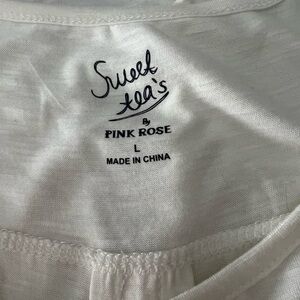 Sweet
tea's
By
PINK ROSE
L
MADE IN CHINA